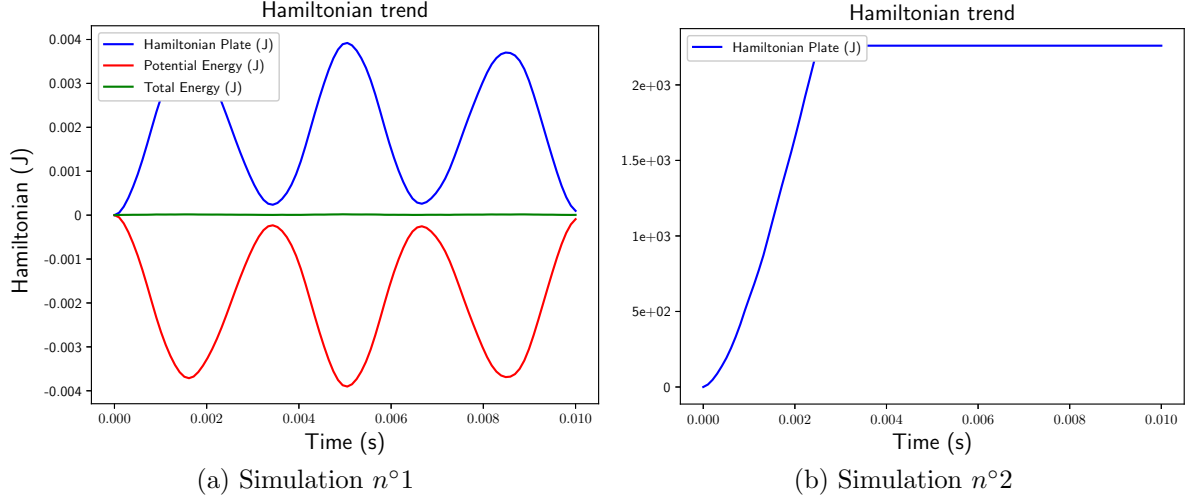 Hamiltonian trend
Hamiltonian (J)
0.004
0.003
0.002
0.001
0
-0.001
-0.002
-0.003
-0.004
Hamiltonian Plate (J)
Potential Energy (J)
Total Energy (J)
0.000 0.002 0.004 0.006 0.008 0.010
Time (s)
(a) Simulation n°1
Hamiltonian trend
2e+03
1.5e+03
1e+03
5e+02
0
Hamiltonian Plate (J)
0.000 0.002 0.004 0.006 0.008 0.010
Time (s)
(b) Simulation n°2